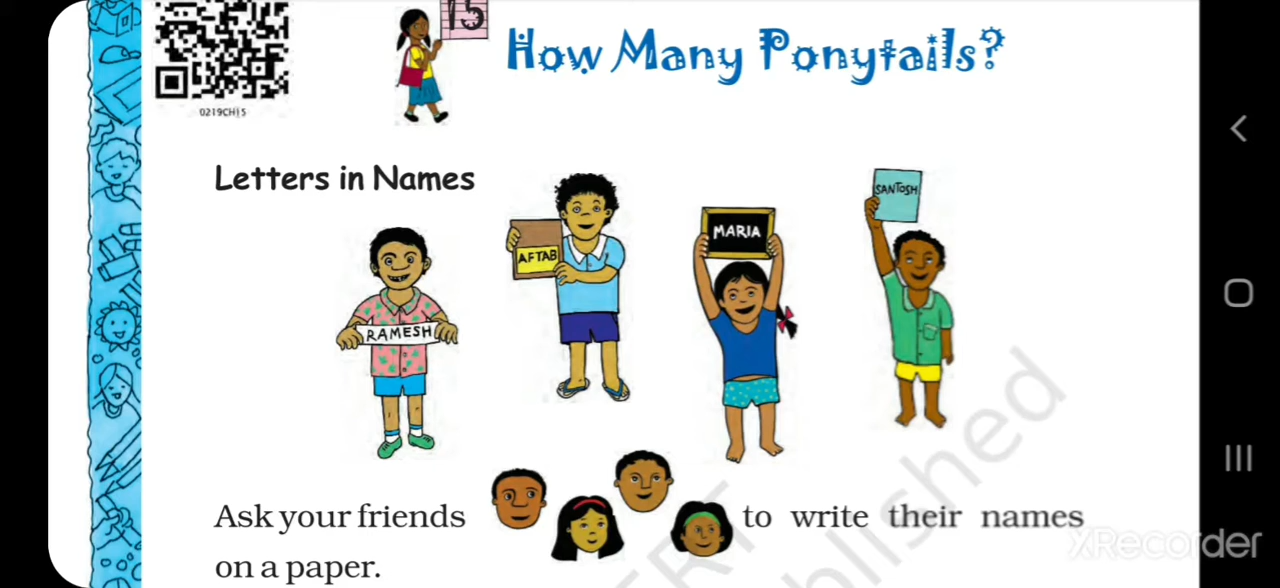 15
How Many Ponytails?
0219CH15
Letters in Names
SANTOSH
MARIA
AFTAB
RAMESH
Ask your friends to write their names
on a paper.
XRecorder